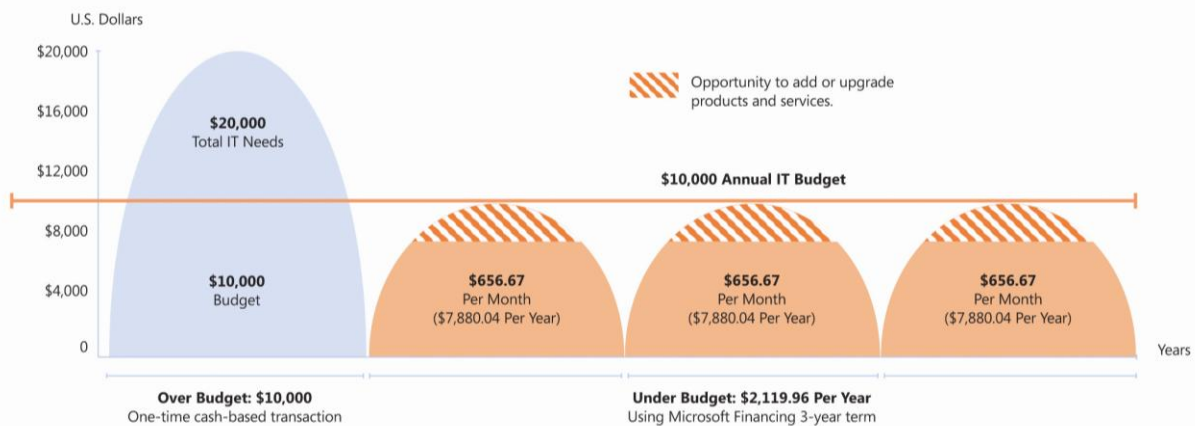 U.S. Dollars
$20,000
$16,000
$12,000
$8,000
$4,000
0
$20,000
Total IT Needs
$10,000
Budget
Opportunity to add or upgrade
products and services.
$10,000 Annual IT Budget
$656.67
Per Month
($7,880.04 Per Year)
$656.67
Per Month
($7,880.04 Per Year)
$656.67
Per Month
($7,880.04 Per Year)
Years
Over Budget: $10,000
One-time cash-based transaction
Under Budget: $2,119.96 Per Year
Using Microsoft Financing 3-year term